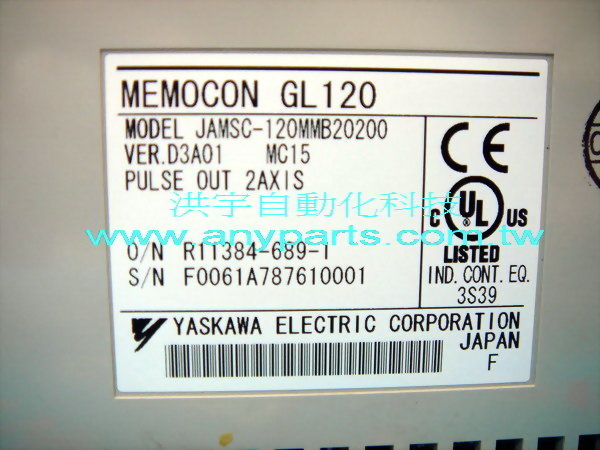 MEMOCON GL120
MODEL JAMSC-120MMB20200
VER.D3A01 MC15
PULSE OUT 2AXIS
洪宇自動化科技
www.anyparts.com.tw
O/N R11384-689-1
S/N F0061A787610001
CE
C UL US
LISTED
IND. CONT. EQ.
3S39
YASKAWA ELECTRIC CORPORATION
JAPAN
F